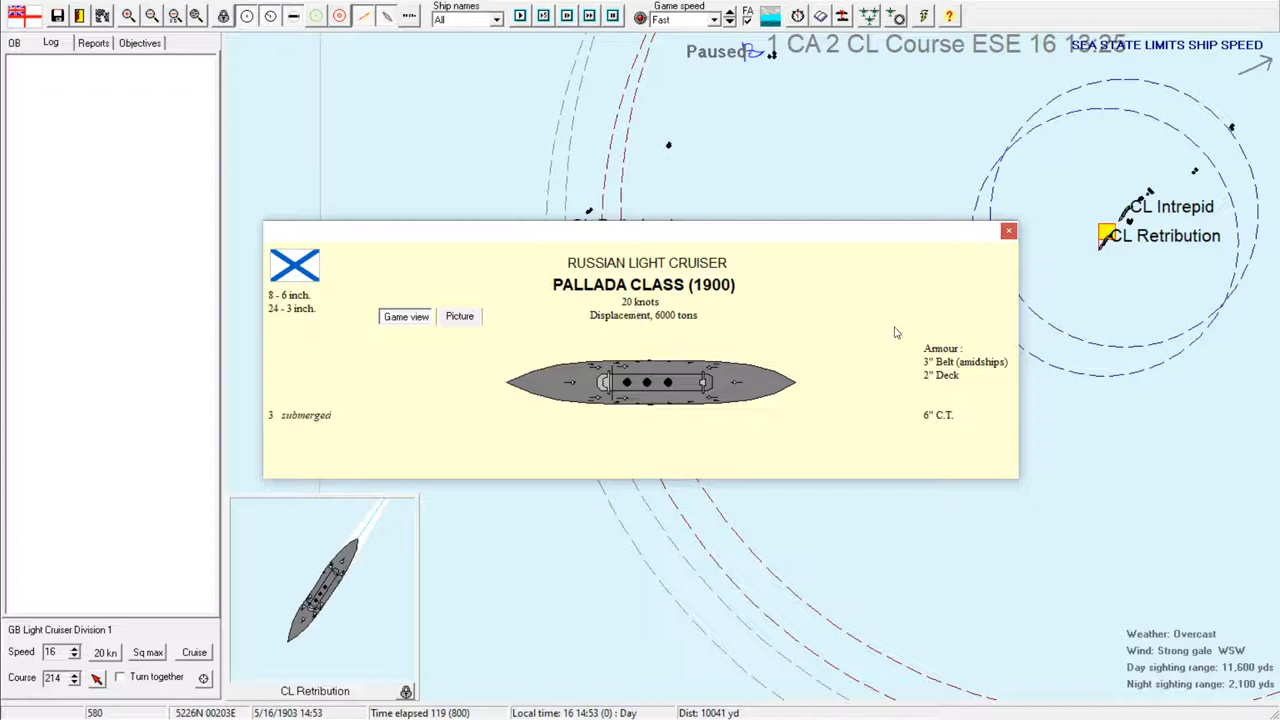 Ship names
Game speed
All
Fast
FA
OB
Log
Reports
Objectives
Paused
1 CA 2 CL Course ESE 16 13:25
SEA STATE LIMITS SHIP SPEED
CL Intrepid
CL Retribution
RUSSIAN LIGHT CRUISER
PALLADA CLASS (1900)
20 knots
Displacement, 6000 tons
8 - 6 inch.
24 - 3 inch.
Game view
Picture
Armour :
3" Belt (amidships)
2" Deck
3 submerged
6" C.T.
GB Light Cruiser Division 1
Speed
16
20 kn
Sq max
Cruise
Course
214
Turn together
CL Retribution
Weather: Overcast
Wind: Strong gale WSW
Day sighting range: 11,600 yds
Night sighting range: 2,100 yds
580
5226N 00203E
5/16/1903 14:53
Time elapsed 119 (800)
Local time: 16 14:53 (0) : Day
Dist: 10041 yd